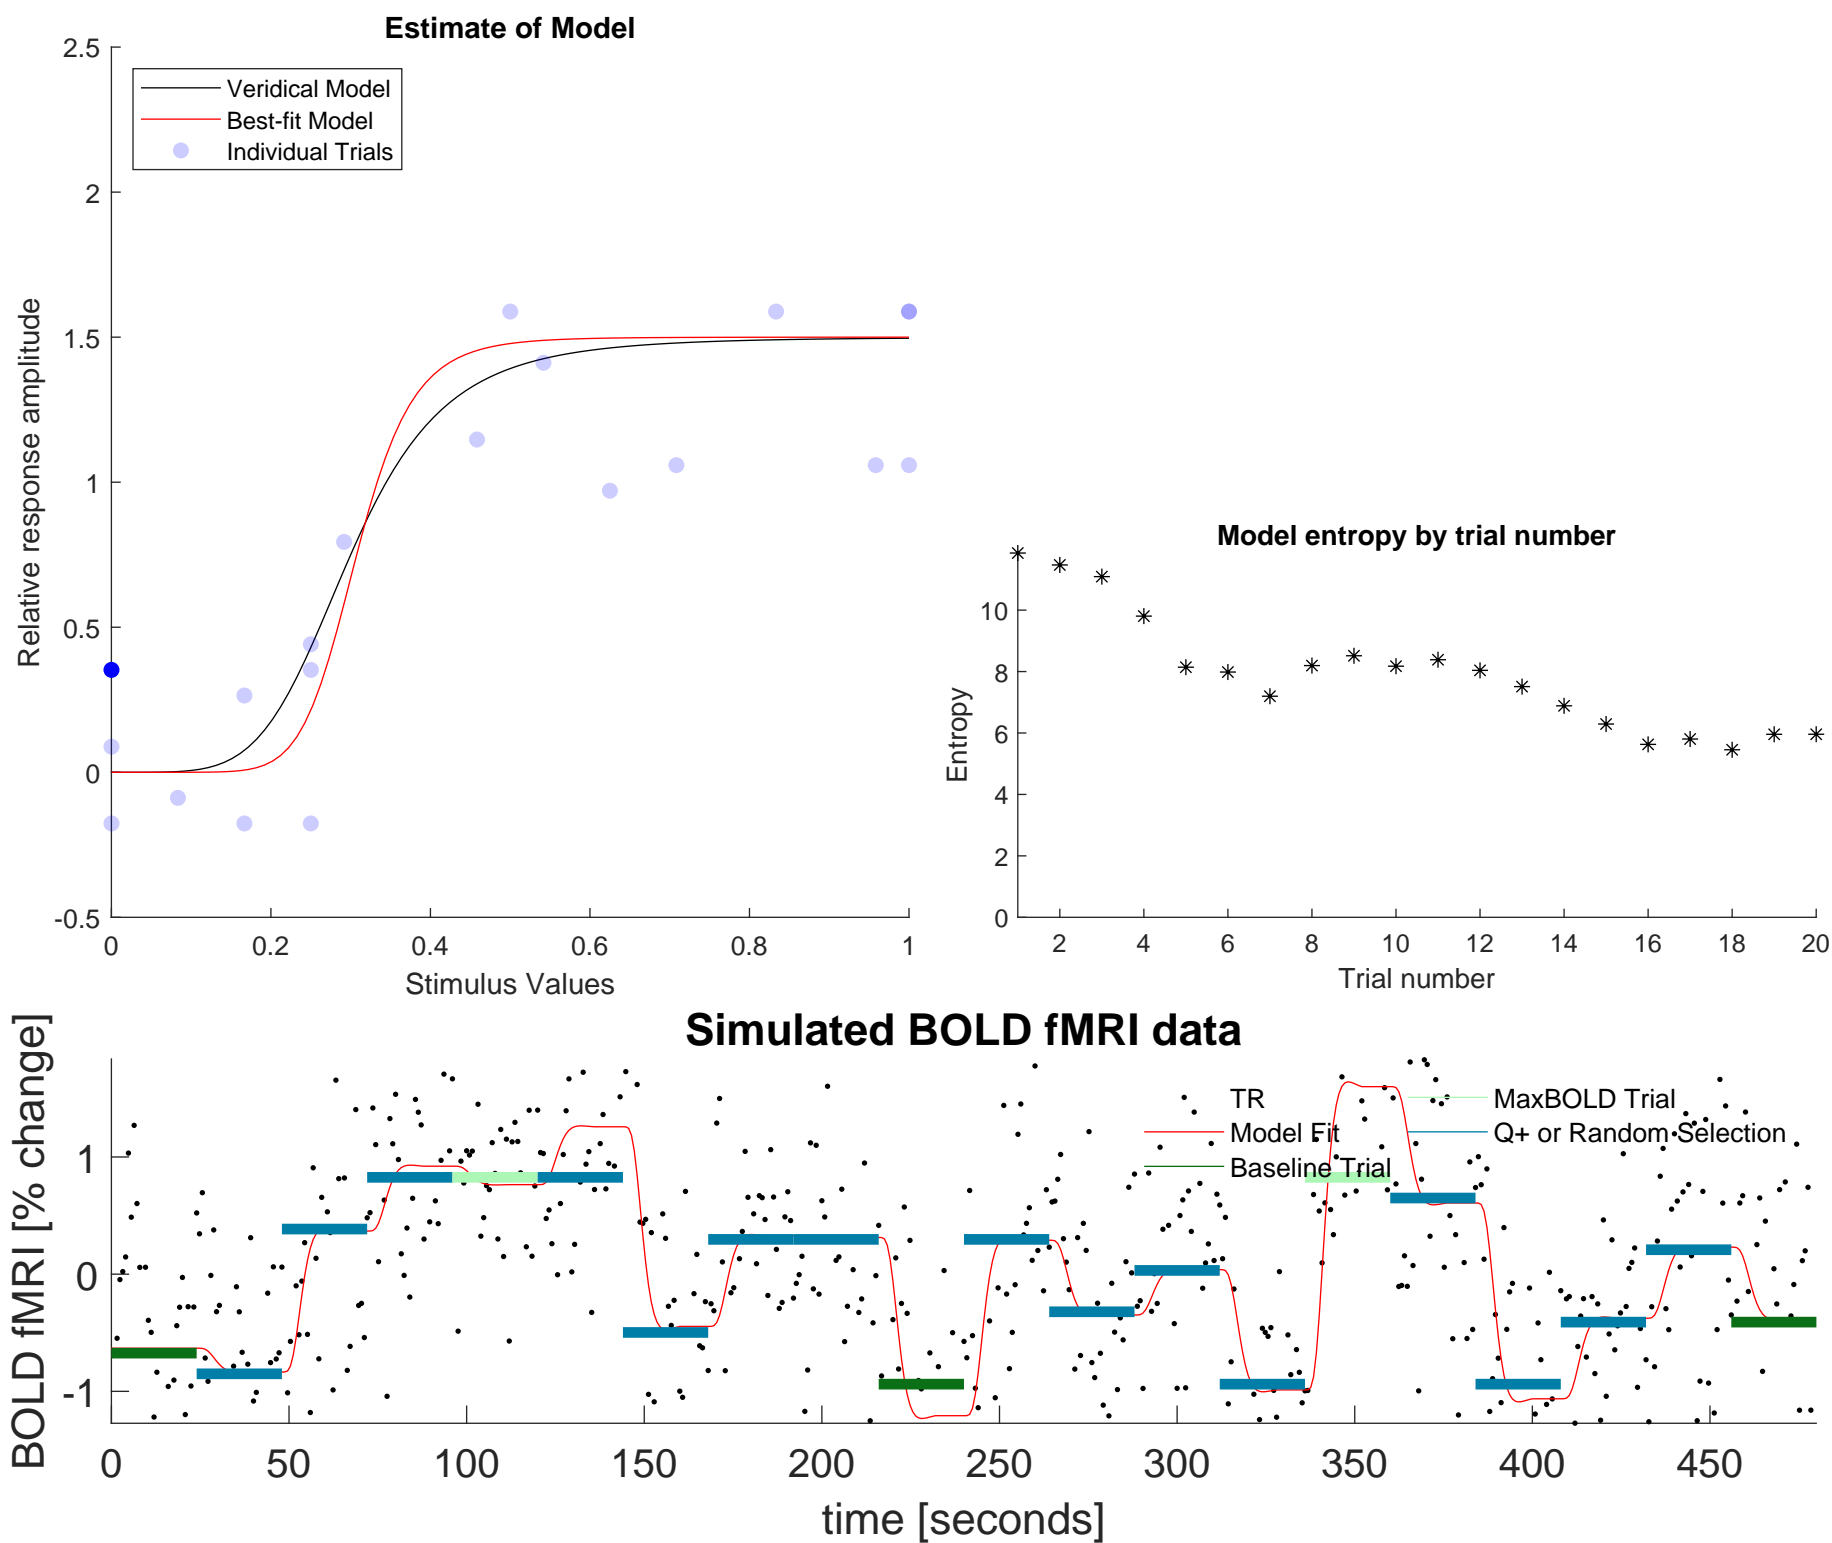 Estimate of Model
2.5
2
1.5
1
0.5
0
-0.5
Veridical Model
Best-fit Model
Individual Trials
Relative response amplitude
0 0.2 0.4 0.6 0.8 1
Stimulus Values
Model entropy by trial number
10
8
6
4
2
0
Entropy
2 4 6 8 10 12 14 16 18 20
Trial number
Simulated BOLD fMRI data
BOLD fMRI [% change]
1
0
-1
TR
Model Fit
Baseline Trial
MaxBOLD Trial
Q+ or Random Selection
0 50 100 150 200 250 300 350 400 450
time [seconds]